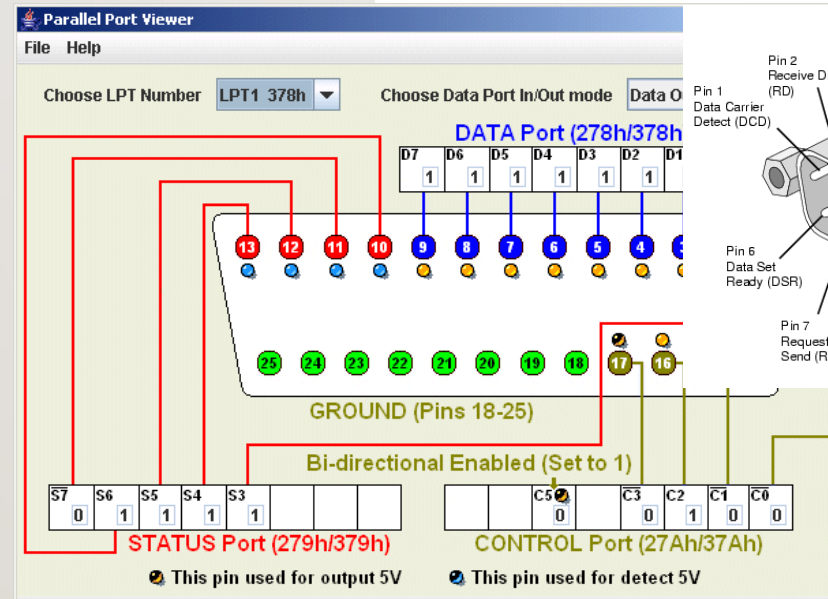 Parallel Port Viewer
File Help
Choose LPT Number LPT1 378h Choose Data Port In/Out mode Data
DATA Port (278h/378h
D7 D6 D5 D4 D3 D2 D1
1 1 1 1 1 1
13 12 11 10 9 8 7 6 5 4
25 24 23 22 21 20 19 18 17 16
GROUND (Pins 18-25)
Bi-directional Enabled (Set to 1)
S7 S6 S5 S4 S3
0 1 1 1 1
C5 C3 C2 C1 C0
0 0 1 0 0
STATUS Port (279h/379h)
CONTROL Port (27Ah/37Ah)
This pin used for output 5V
This pin used for detect 5V
Pin 2
Receive D
(RD)
Pin 1
Data Carrier
Detect (DCD)
Pin 6
Data Set
Ready (DSR)
Pin 7
Request
Send (R